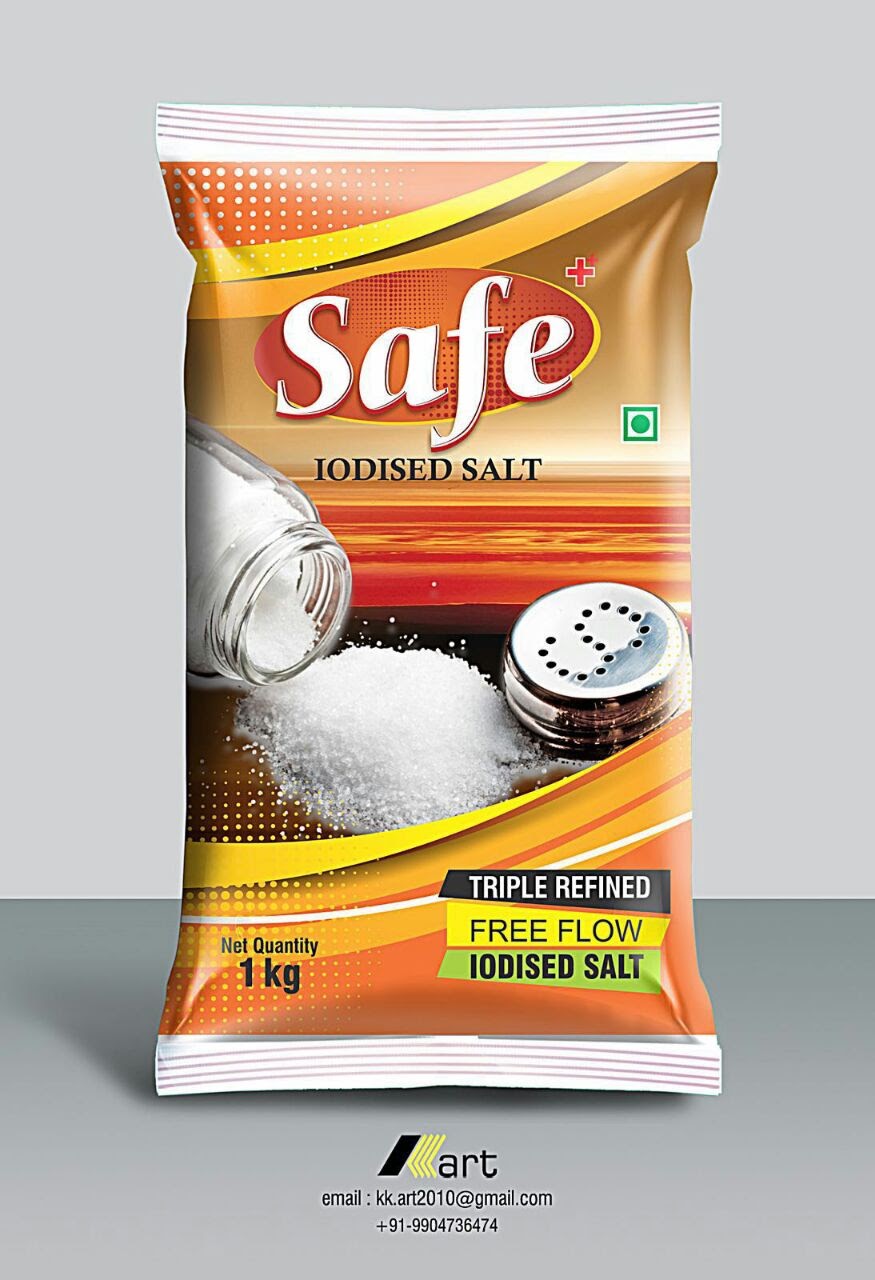 Safe
IODISED SALT
TRIPLE REFINED
FREE FLOW
IODISED SALT
Net Quantity
1 kg
KKart
email : kk.art2010@gmail.com
+91-9904736474